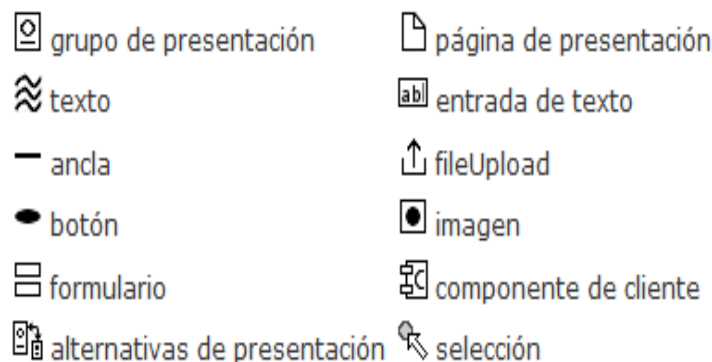 grupo de presentación página de presentación
texto entrada de texto
ancla fileUpload
botón imagen
formulario componente de cliente
alternativas de presentación selección